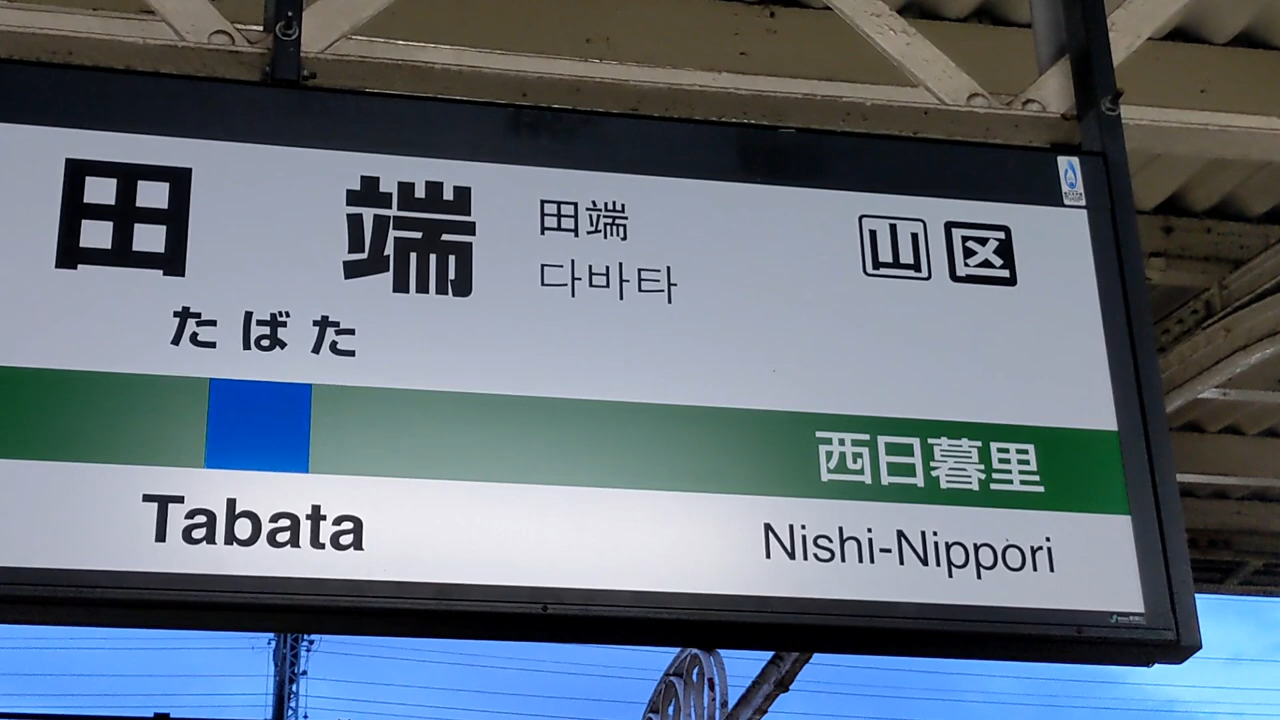 田端
田端
다바타
山区
たばた
西日暮里
Tabata
Nishi-Nippori